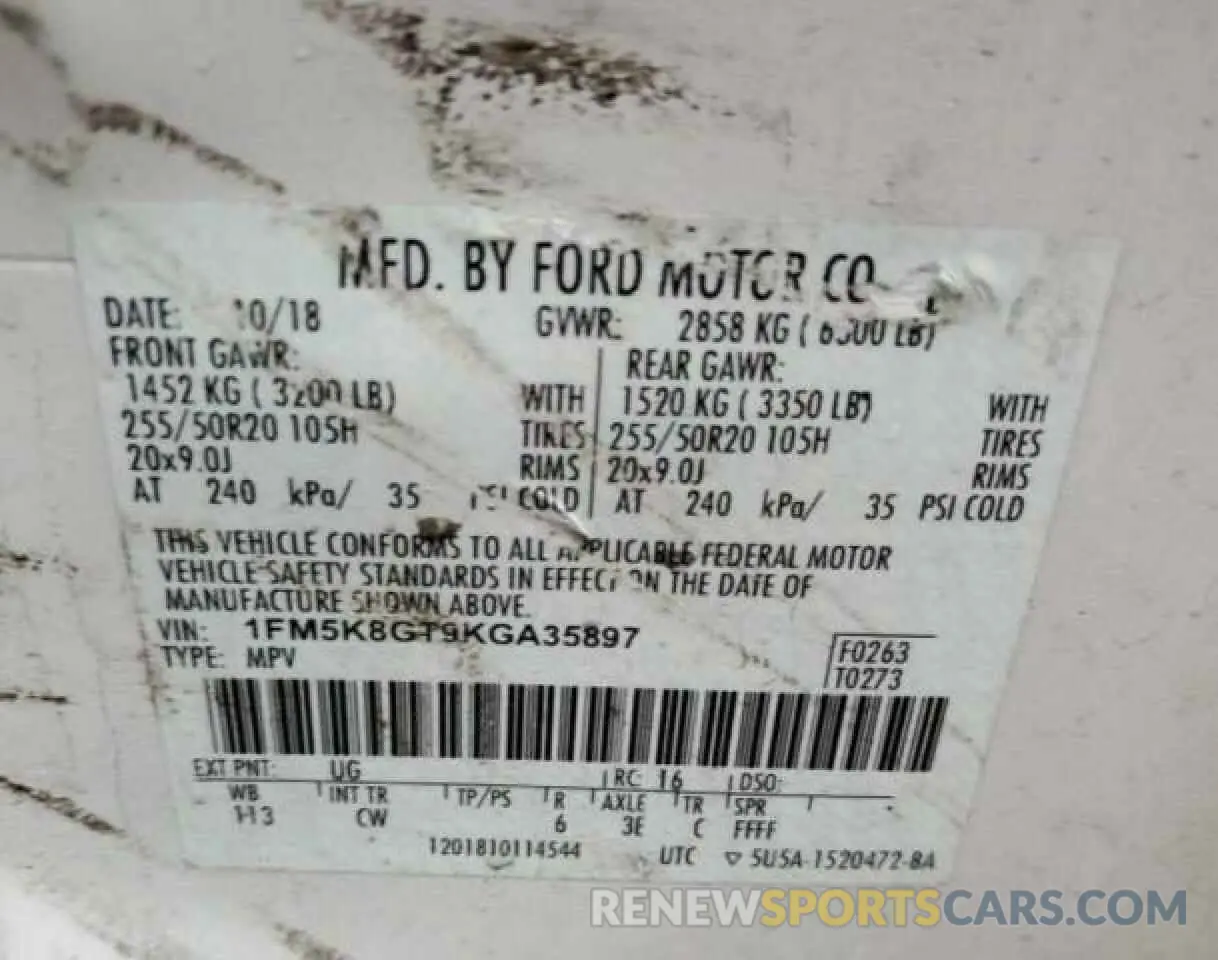 MFD. BY FORD MOTOR CO
DATE: 10/18 GVWR: 2858 KG ( 6300 LB)
FRONT GAWR: REAR GAWR:
1452 KG ( 3200 LB) WITH 1520 KG ( 3350 LB) WITH
255/50R20 105H TIRES 255/50R20 105H TIRES
20x9.0J RIMS 20x9.0J RIMS
AT 240 kPa/ 35 PSI COLD AT 240 kPa/ 35 PSI COLD
THIS VEHICLE CONFORMS TO ALL APPLICABLE FEDERAL MOTOR
VEHICLE SAFETY STANDARDS IN EFFECT ON THE DATE OF
MANUFACTURE SHOWN ABOVE.
VIN: 1FM5K8GT9KGA35897
TYPE: MPV
F0263
T0273
EXT PNT: UG RC: 16 DSO:
WB INT TR TP/PS R AXLE TR SPR
113 CW 6 3E C FFFF
1201810114544 UTC ▽ 5U5A-1520472-BA
RENEWSPORTSCARS.COM